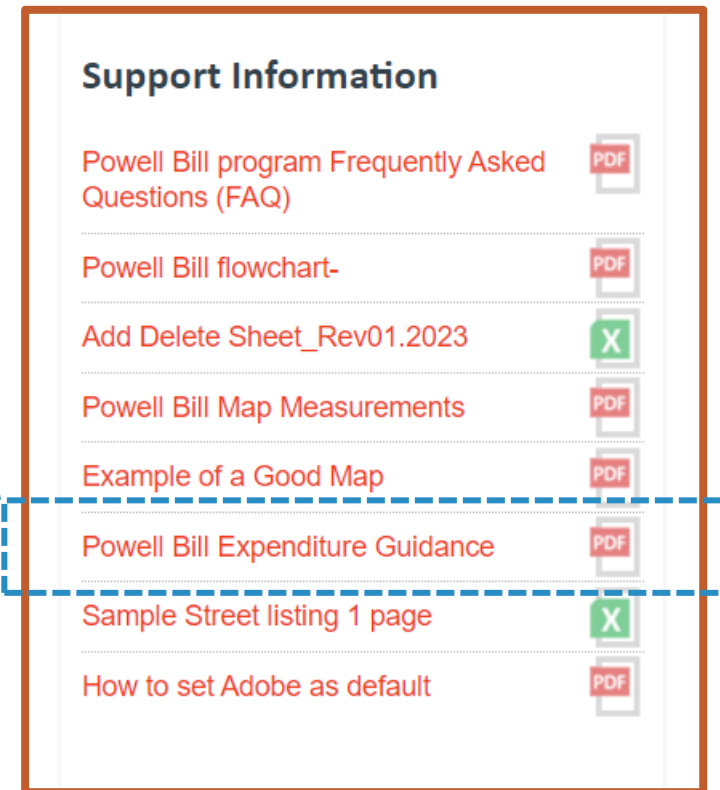 Support Information
Powell Bill program Frequently Asked
Questions (FAQ)
PDF
Powell Bill flowchart-
PDF
Add Delete Sheet_Rev01.2023
X
Powell Bill Map Measurements
PDF
Example of a Good Map
PDF
Powell Bill Expenditure Guidance
PDF
Sample Street listing 1 page
X
How to set Adobe as default
PDF